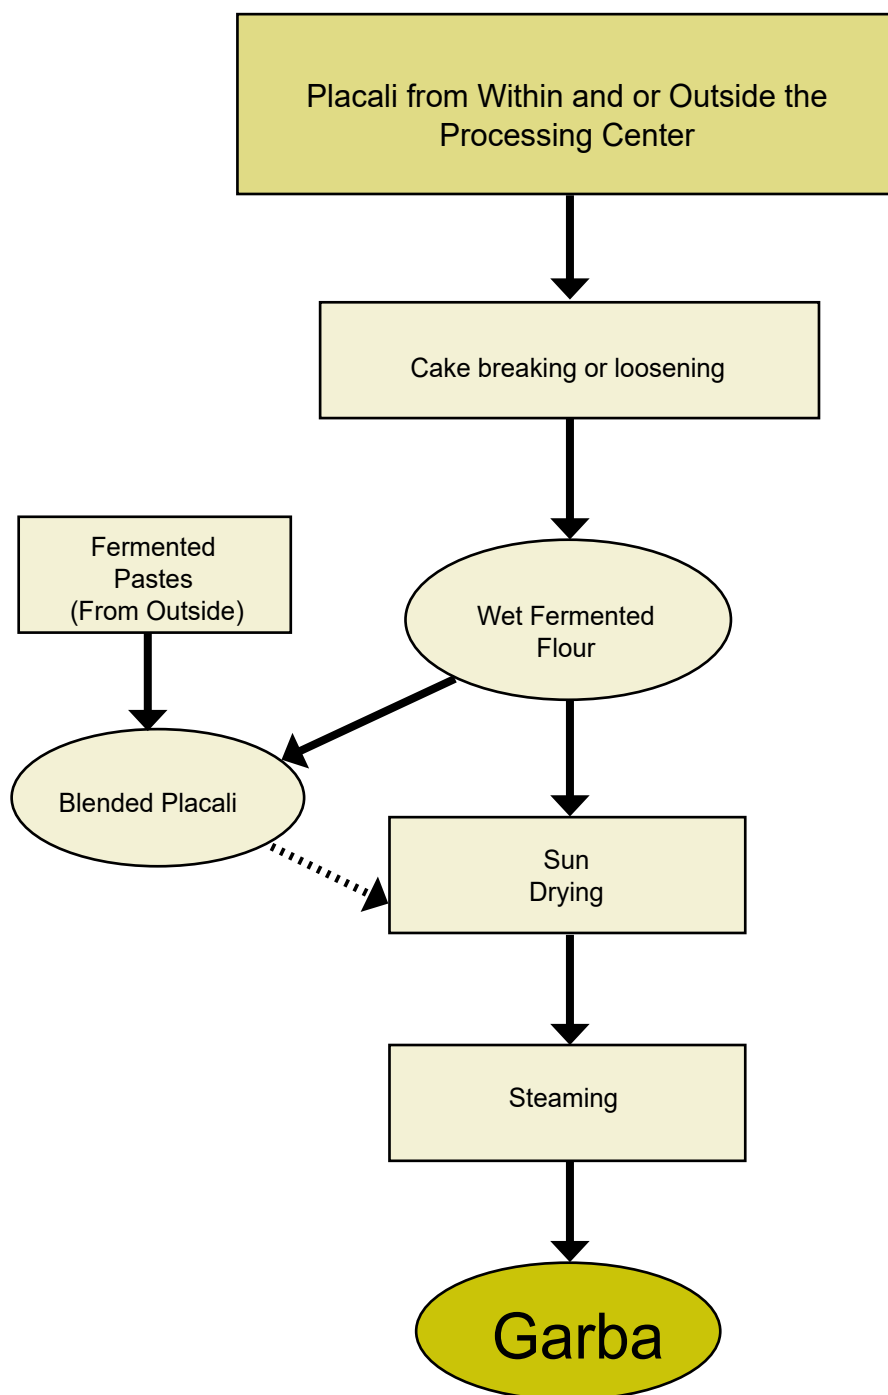 Placali from Within and or Outside the
Processing Center
Cake breaking or loosening
Fermented
Pastes
(From Outside)
Wet Fermented
Flour
Blended Placali
Sun
Drying
Steaming
Garba